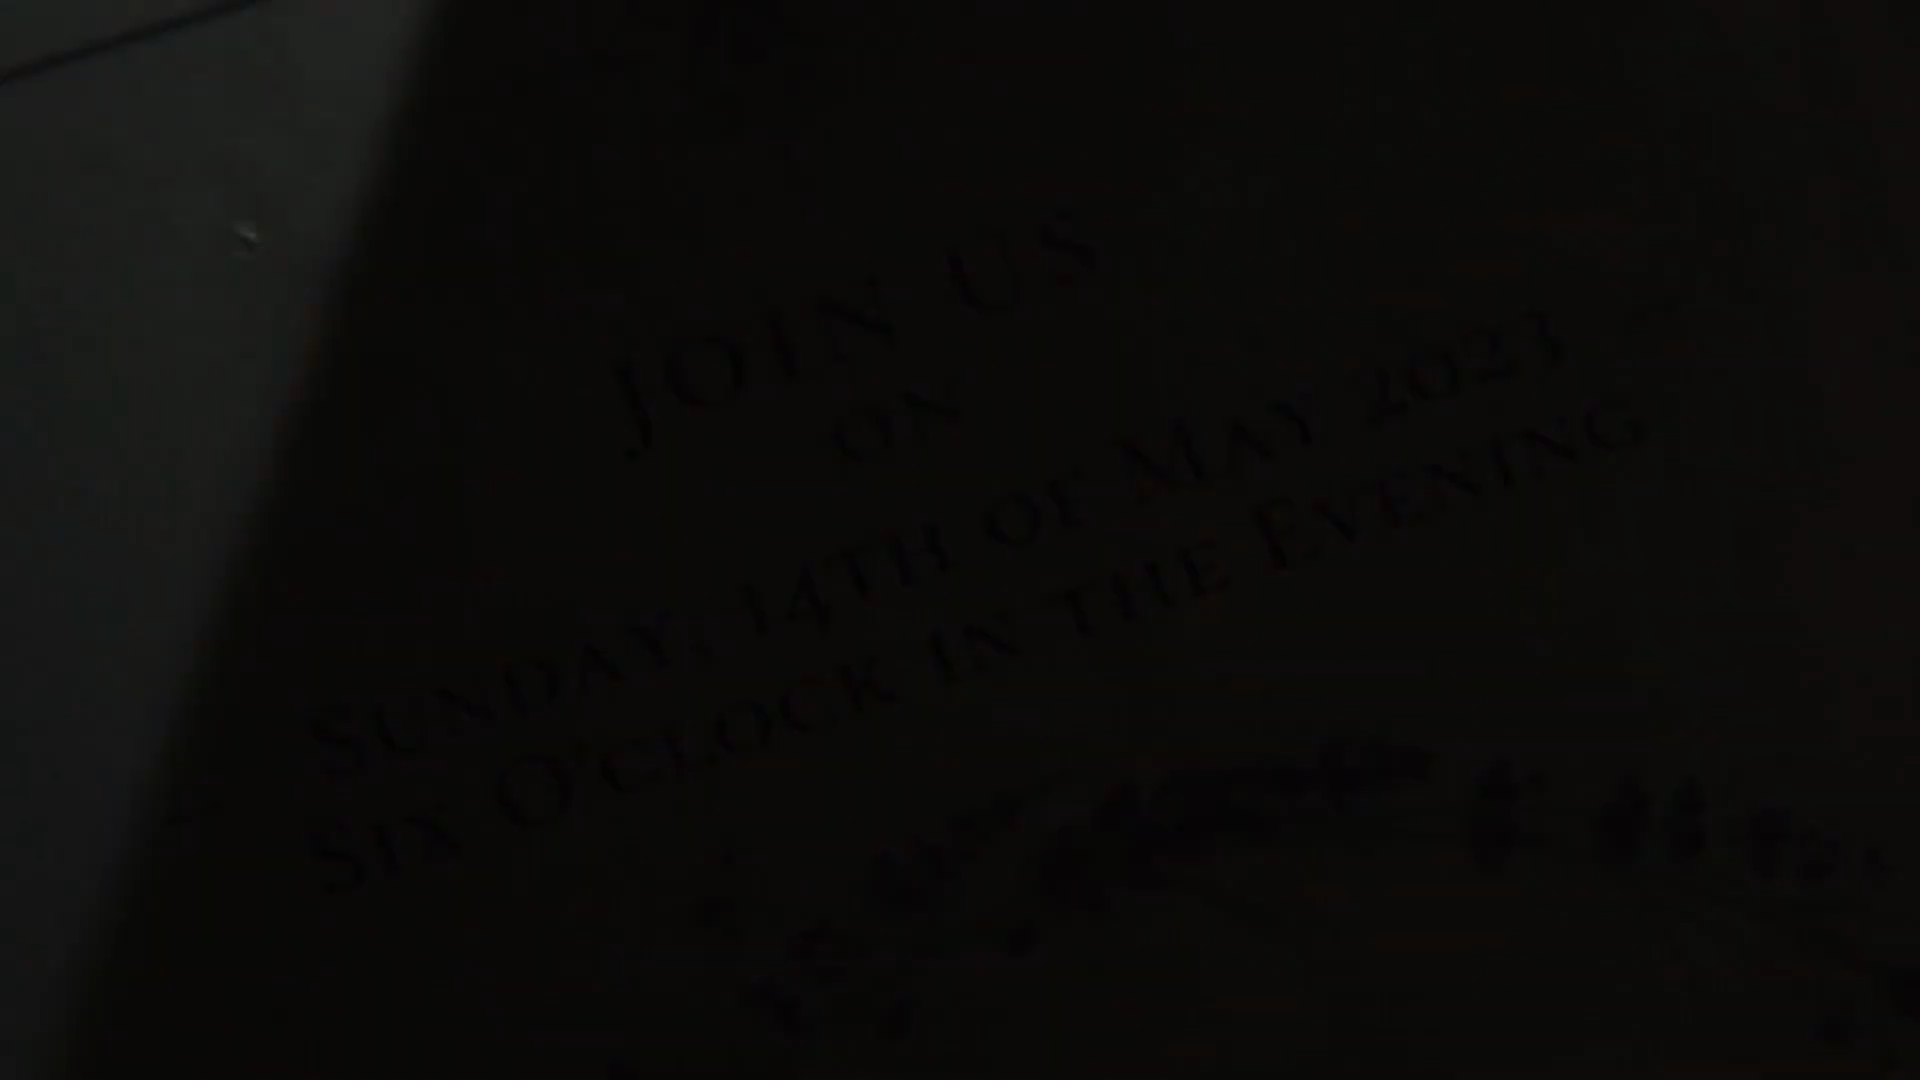 JOIN US
ON
SUNDAY, 14TH OF MAY 2023
SIX O'CLOCK IN THE EVENING